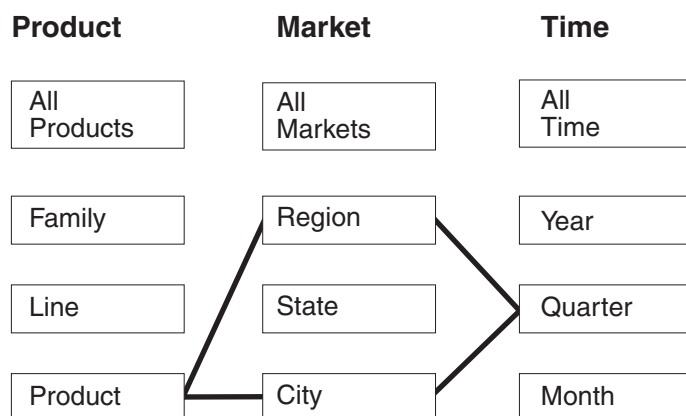 Product Market Time
All
Products
All
Markets
All
Time
Family Region Year
Line State Quarter
Product City Month